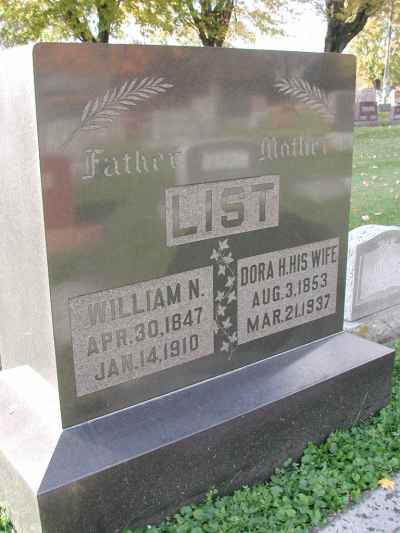 Father Mother
LIST
WILLIAM N.
APR. 30, 1847
JAN. 14, 1910
DORA H. HIS WIFE
AUG. 3, 1853
MAR. 21, 1937